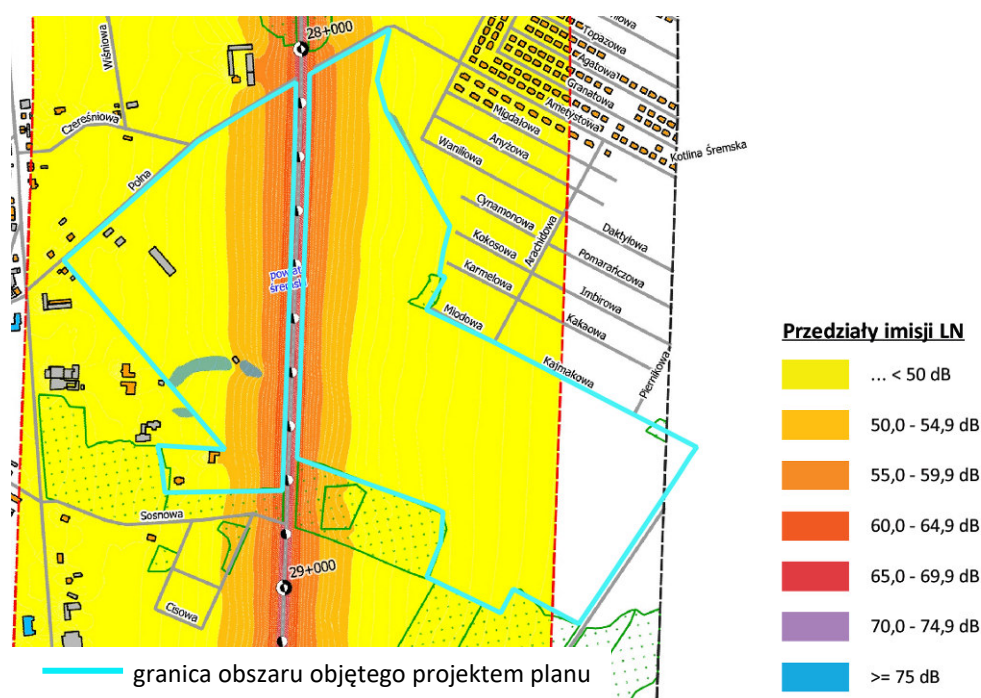 28+000
Topazowa
Agatowa
Granatowa
Ametystowa
Migdałowa
Kotlina Śremska
Anyżowa
Waniliowa
Wiśniowa
Czereśniowa
Polna
Cynamonowa
Kokosowa
Karmelowa
Arachidowa
Daktylowa
Pomarańczowa
Imbirowa
Kakaowa
Miodowa
Kajmakowa
Piernikowa
powiat
śremski
Sosnowa
Cisowa
29+000
granica obszaru objętego projektem planu
Przedziały imisji LN
... < 50 dB
50,0 - 54,9 dB
55,0 - 59,9 dB
60,0 - 64,9 dB
65,0 - 69,9 dB
70,0 - 74,9 dB
>= 75 dB